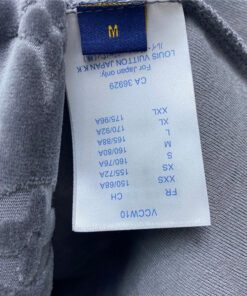 M
VCCW10
FR CH
XXS 150/68A
XS 155/72A
S 160/76A
M 160/80A
L 165/88A
XL 170/92A
XXL 175/96A
CA 36929
For Japan only:
LOUIS VUITTON JAPAN K.K